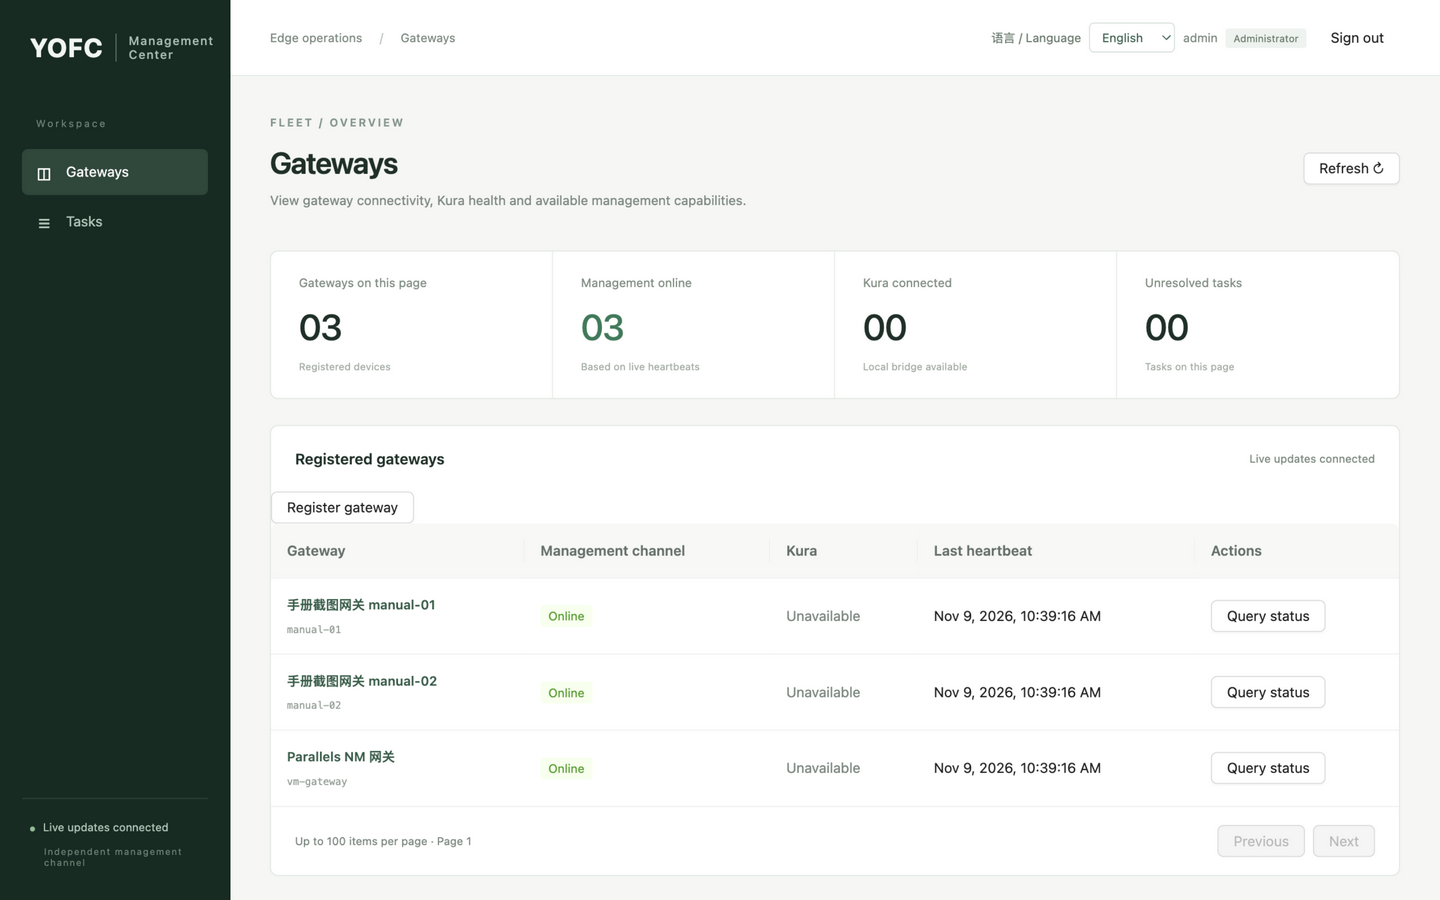 YOFC
Management
Center
Workspace
Gateways
Tasks
Live updates connected
Independent management
channel
Edge operations / Gateways
语言 / Language
English
admin
Administrator
Sign out
FLEET / OVERVIEW
Gateways
View gateway connectivity, Kura health and available management capabilities.
Refresh
Gateways on this page
03
Registered devices
Management online
03
Based on live heartbeats
Kura connected
00
Local bridge available
Unresolved tasks
00
Tasks on this page
Registered gateways
Live updates connected
Register gateway
Gateway Management channel Kura Last heartbeat Actions
手册截图网关 manual-01
manual-01
Online
Unavailable
Nov 9, 2026, 10:39:16 AM
Query status
手册截图网关 manual-02
manual-02
Online
Unavailable
Nov 9, 2026, 10:39:16 AM
Query status
Parallels NM 网关
vm-gateway
Online
Unavailable
Nov 9, 2026, 10:39:16 AM
Query status
Up to 100 items per page · Page 1
Previous
Next